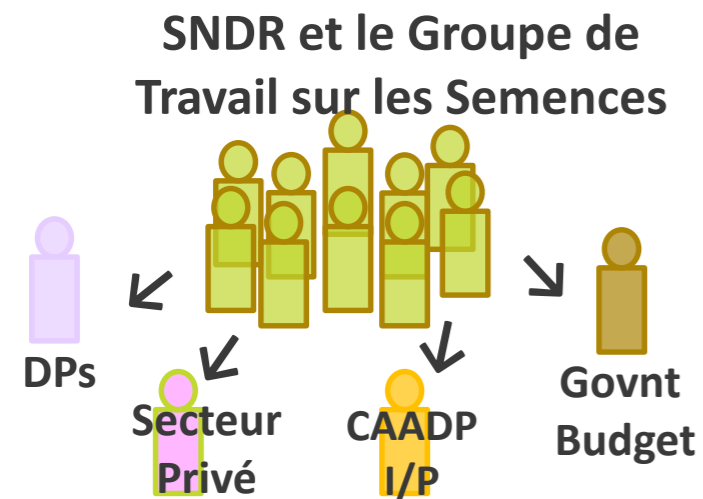 SNDR et le Groupe de
Travail sur les Semences
DPs
Secteur
Privé
CAADP
I/P
Govnt
Budget